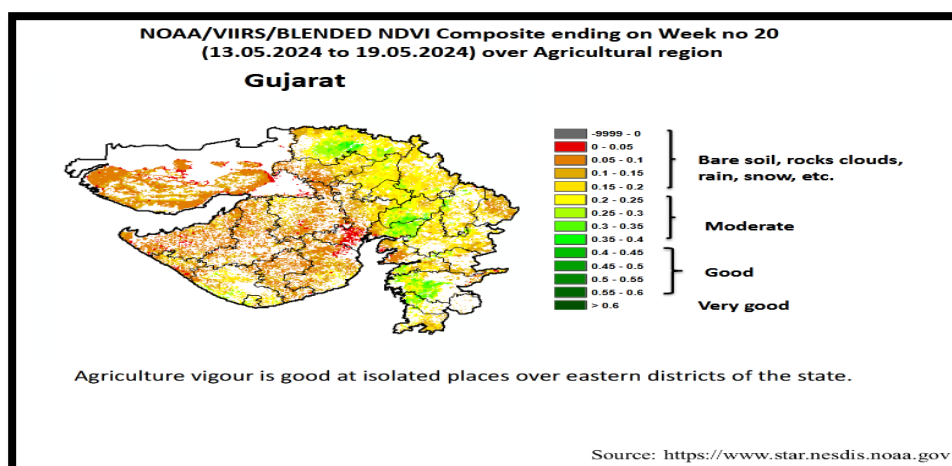 NOAA/VIIRS/BLENDED NDVI Composite ending on Week no 20
(13.05.2024 to 19.05.2024) over Agricultural region
Gujarat
-9999 - 0
0 - 0.05
0.05 - 0.1
0.1 - 0.15
0.15 - 0.2
0.2 - 0.25
0.25 - 0.3
0.3 - 0.35
0.35 - 0.4
0.4 - 0.45
0.45 - 0.5
0.5 - 0.55
0.55 - 0.6
> 0.6
Bare soil, rocks clouds,
rain, snow, etc.
Moderate
Good
Very good
Agriculture vigour is good at isolated places over eastern districts of the state.
Source: https://www.star.nesdis.noaa.gov